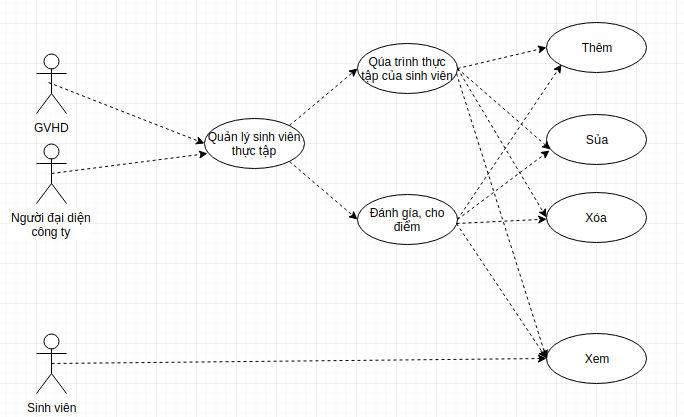 GVHD
Người đại diện
công ty
Sinh viên
Quản lý sinh viên
thực tập
Qúa trình thực
tập của sinh viên
Đánh gía, cho
điểm
Thêm
Sủa
Xóa
Xem